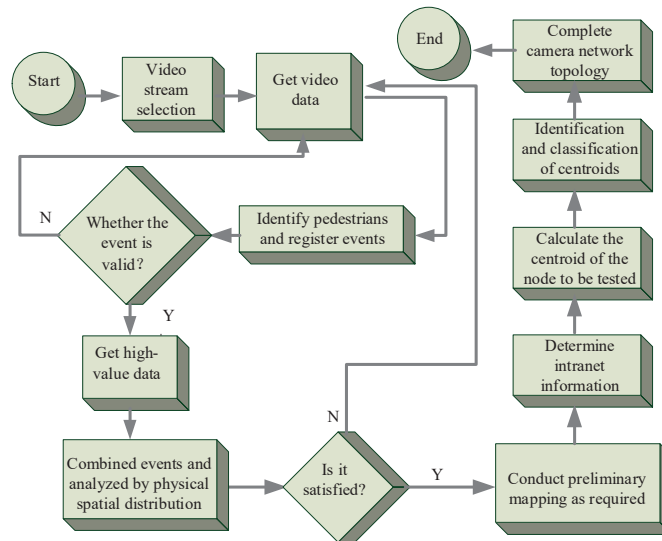 Start
Video
stream
selection
Get video
data
Identify pedestrians
and register events
Whether the
event is
valid?
N
Y
Get high-
value data
Combined events and
analyzed by physical
spatial distribution
Is it
satisfied?
N
Y
Conduct preliminary
mapping as required
Determine
intranet
information
Calculate the
centroid of the
node to be tested
Identification
and classification
of centroids
Complete
camera network
topology
End